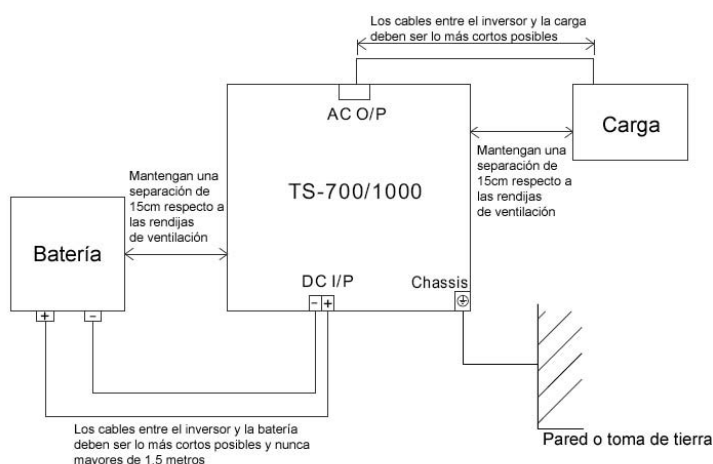 Los cables entre el inversor y la carga
deben ser lo más cortos posibles
AC O/P
Carga
Mantengan una
separación de
15cm respecto a
las rendijas
de ventilación
TS-700/1000
Mantengan una
separación de
15cm respecto a
las rendijas
de ventilación
Batería
DC I/P
Chassis
- +
+ -
Los cables entre el inversor y la batería
deben ser lo más cortos posibles y nunca
mayores de 1.5 metros
Pared o toma de tierra